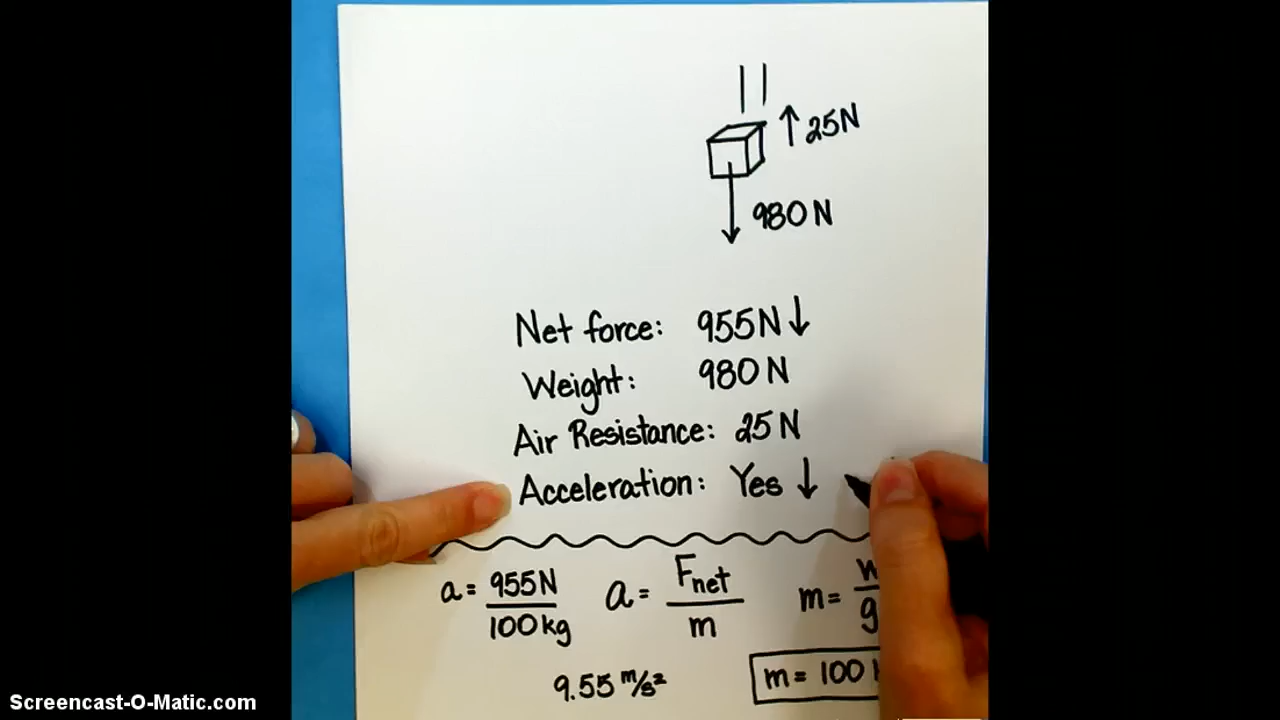 ↑ 25N
980N
Net force: 955N ↓
Weight: 980 N
Air Resistance: 25 N
Acceleration: Yes ↓
a = 955N / 100kg a = Fnet / m m =
9.55 m/s² m = 100
Screencast-O-Matic.com